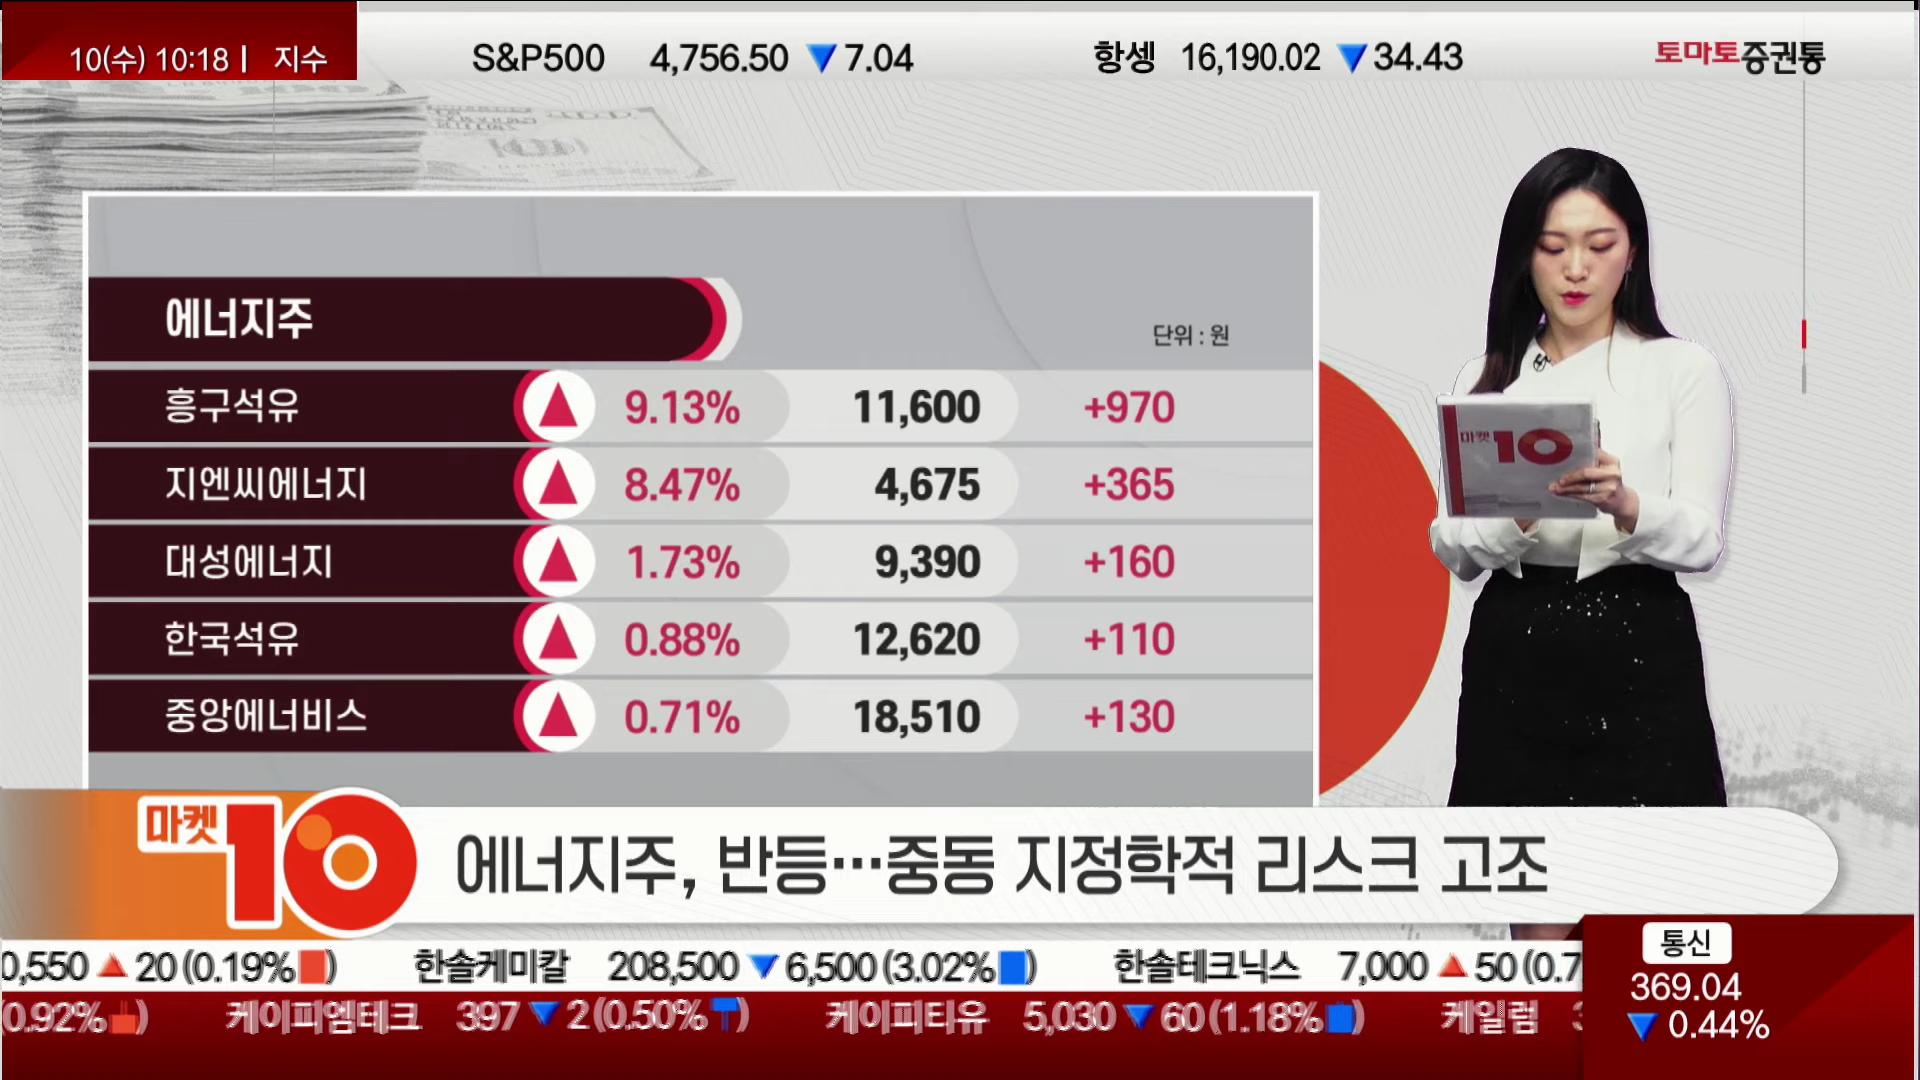 10(수) 10:18 | 지수 S&P500 4,756.50 ▼7.04 항셍 16,190.02 ▼34.43 토마토증권통
에너지주
단위 : 원
흥구석유 ▲ 9.13% 11,600 +970
지엔씨에너지 ▲ 8.47% 4,675 +365
대성에너지 ▲ 1.73% 9,390 +160
한국석유 ▲ 0.88% 12,620 +110
중앙에너비스 ▲ 0.71% 18,510 +130
마켓10
마켓10
에너지주, 반등…중동 지정학적 리스크 고조
0,550 ▲20(0.19%) 한솔케미칼 208,500 ▼6,500(3.02%) 한솔테크닉스 7,000 ▲50(0.7
0.92%) 케이피엠테크 397 ▼2(0.50%) 케이피티유 5,030 ▼60(1.18%) 케일럼
통신
369.04
▼ 0.44%